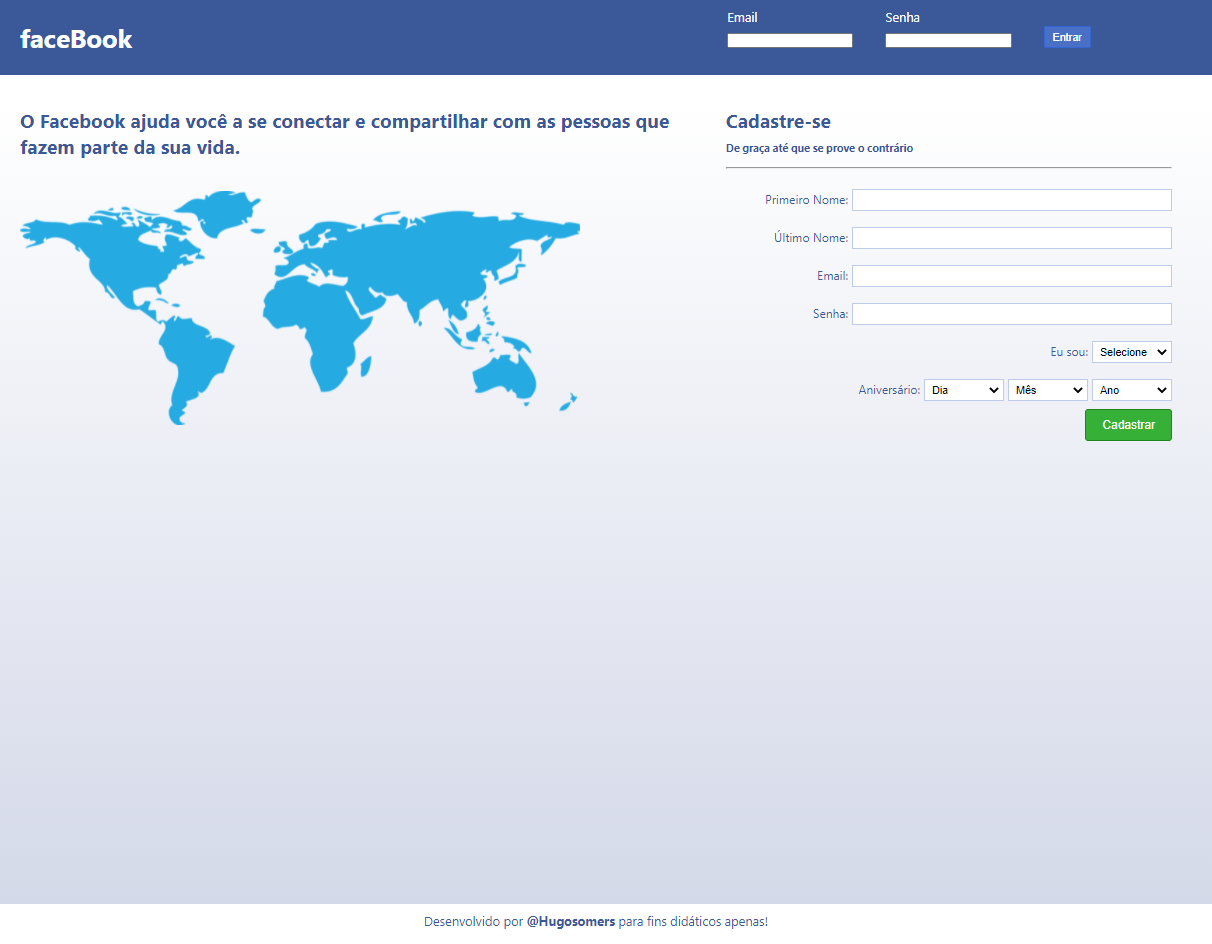 faceBook
Email
Senha
Entrar
O Facebook ajuda você a se conectar e compartilhar com as pessoas que
fazem parte da sua vida.
Cadastre-se
De graça até que se prove o contrário
Primeiro Nome:
Último Nome:
Email:
Senha:
Eu sou: Selecione
Aniversário: Dia Mês Ano
Cadastrar
Desenvolvido por @Hugosomers para fins didáticos apenas!